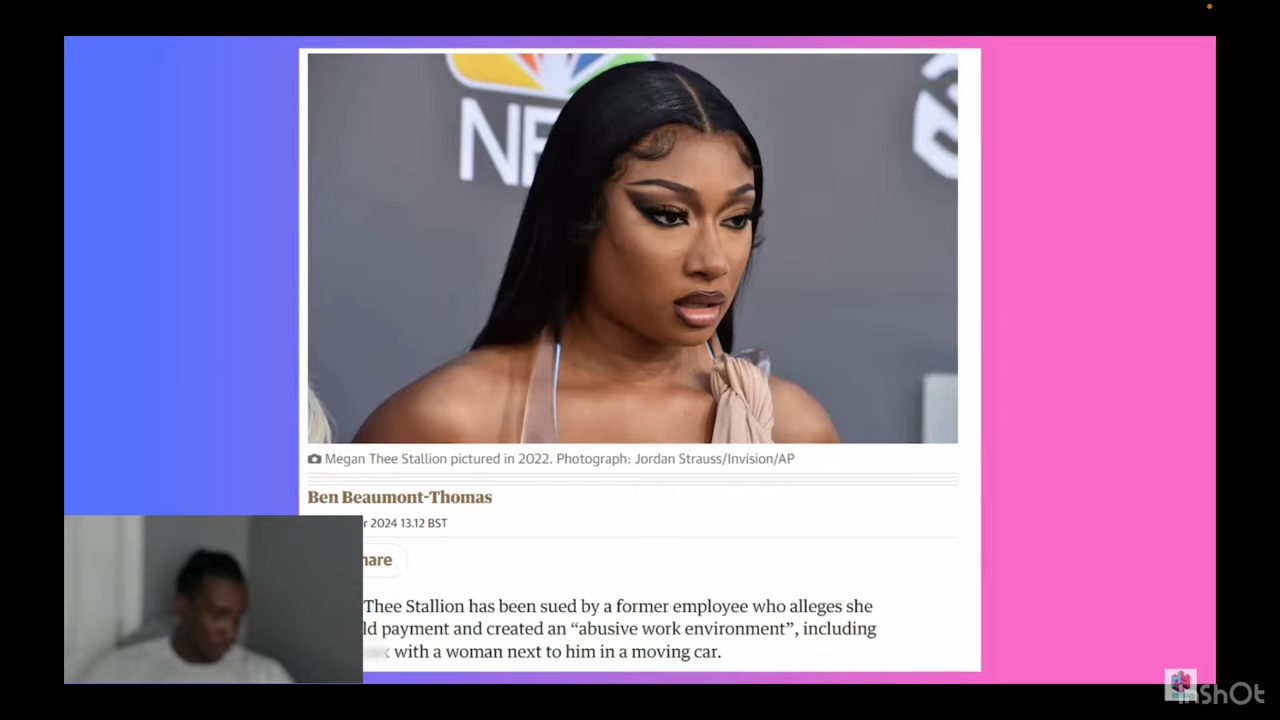 Megan Thee Stallion pictured in 2022. Photograph: Jordan Strauss/Invision/AP
Ben Beaumont-Thomas
2024 13.12 BST
Thee Stallion has been sued by a former employee who alleges she
payment and created an “abusive work environment”, including
with a woman next to him in a moving car.
InShOt